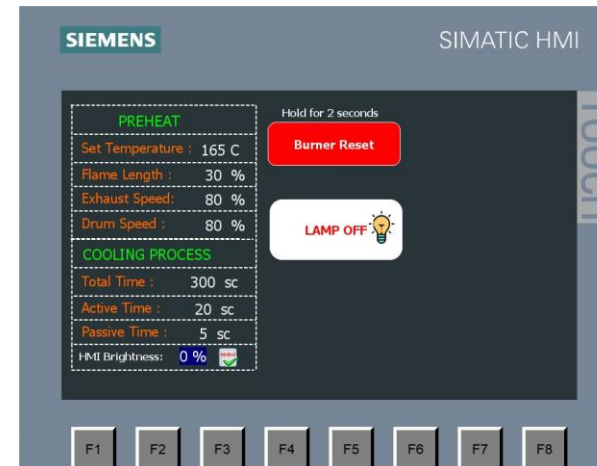 SIEMENS
SIMATIC HMI
TOUCH
PREHEAT
Set Temperature : 165 C
Flame Length : 30 %
Exhaust Speed: 80 %
Drum Speed : 80 %
COOLING PROCESS
Total Time : 300 sc
Active Time : 20 sc
Passive Time : 5 sc
HMI Brightness: 0 %
Hold for 2 seconds
Burner Reset
LAMP OFF
F1 F2 F3 F4 F5 F6 F7 F8